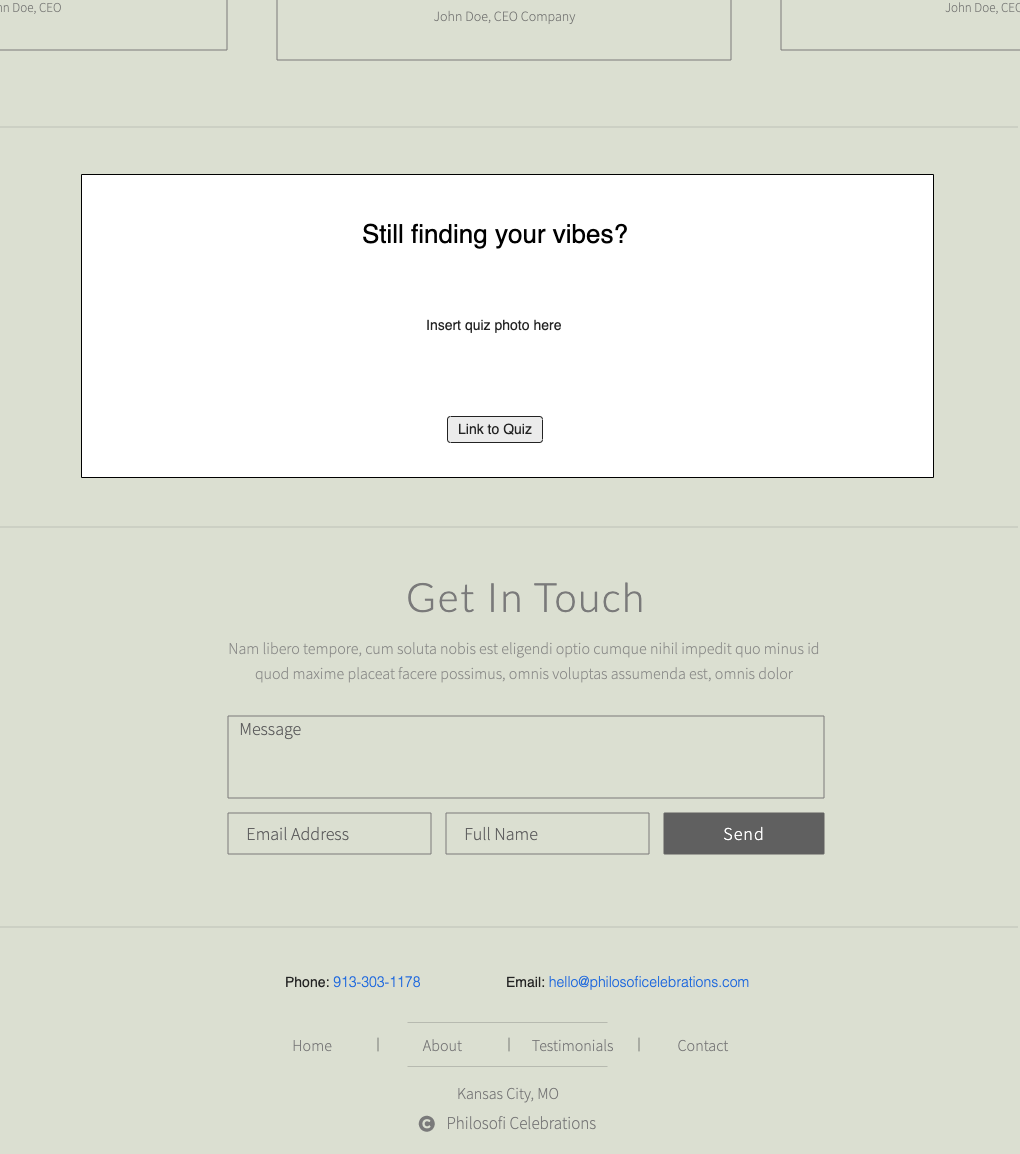 hn Doe, CEO
John Doe, CEO Company
John Doe, CEO
Still finding your vibes?
Insert quiz photo here
Link to Quiz
Get In Touch
Nam libero tempore, cum soluta nobis est eligendi optio cumque nihil impedit quo minus id
quod maxime placeat facere possimus, omnis voluptas assumenda est, omnis dolor
Message
Email Address
Full Name
Send
Phone: 913-303-1178
Email: hello@philosoficelebrations.com
Home | About | Testimonials | Contact
Kansas City, MO
© Philosofi Celebrations